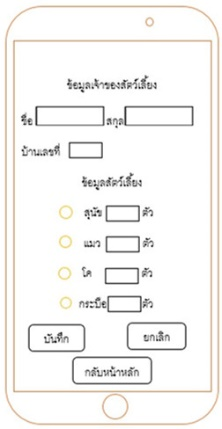 ข้อมูลเจ้าของสัตว์เลี้ยง
ชื่อ สกุล
บ้านเลขที่
ข้อมูลสัตว์เลี้ยง
สุนัข ตัว
แมว ตัว
โค ตัว
กระบือ ตัว
บันทึก ยกเลิก
กลับหน้าหลัก